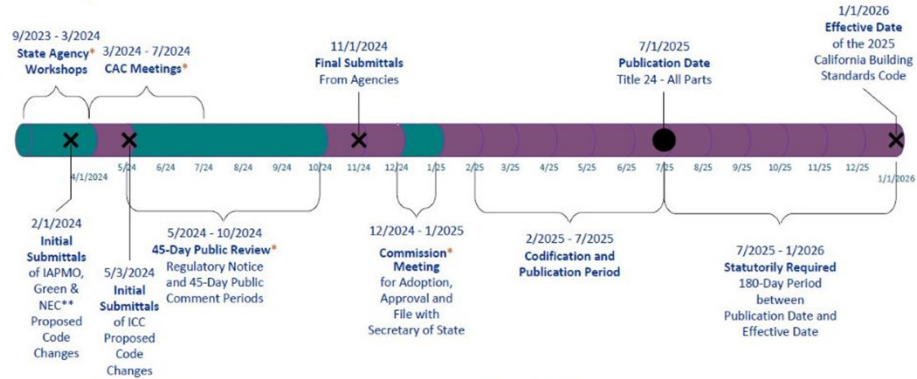 9/2023 - 3/2024
State Agency*
Workshops
3/2024 - 7/2024
CAC Meetings*
11/1/2024
Final Submittals
From Agencies
7/1/2025
Publication Date
Title 24 - All Parts
1/1/2026
Effective Date
of the 2025
California Building
Standards Code
4/1/2024
5/24
6/24
7/24
8/24
9/24
10/24
11/24
12/24
1/25
2/25
3/25
4/25
5/25
6/25
7/25
8/25
9/25
10/25
11/25
12/25
1/1/2026
2/1/2024
Initial
Submittals
of IAPMO,
Green &
NEC**
Proposed
Code
Changes
5/3/2024
Initial
Submittals
of ICC
Proposed
Code
Changes
5/2024 - 10/2024
45-Day Public Review*
Regulatory Notice
and 45-Day Public
Comment Periods
12/2024 - 1/2025
Commission*
Meeting
for Adoption,
Approval and
File with
Secretary of State
2/2025 - 7/2025
Codification and
Publication Period
7/2025 - 1/2026
Statutorily Required
180-Day Period
between
Publication Date and
Effective Date